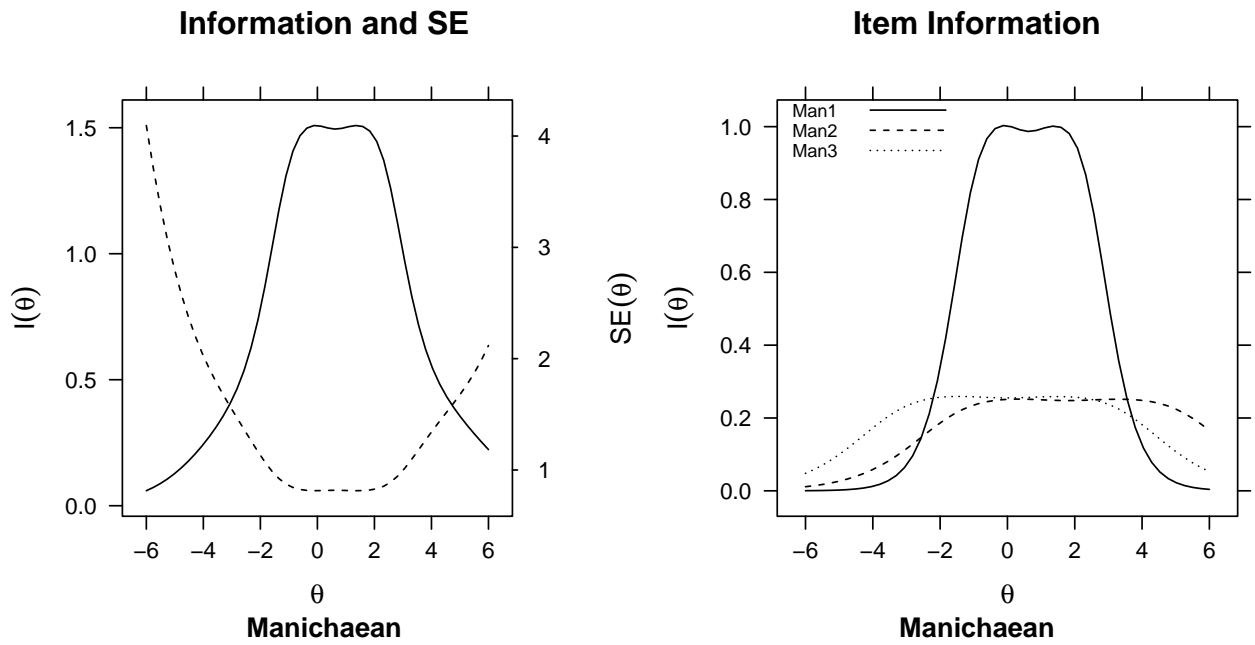 Information and SE
I(θ)
1.5
1.0
0.5
0.0
4
3
2
1
SE(θ)
−6 −4 −2 0 2 4 6
θ
Manichaean
Item Information
Man1
Man2
Man3
I(θ)
1.0
0.8
0.6
0.4
0.2
0.0
−6 −4 −2 0 2 4 6
θ
Manichaean